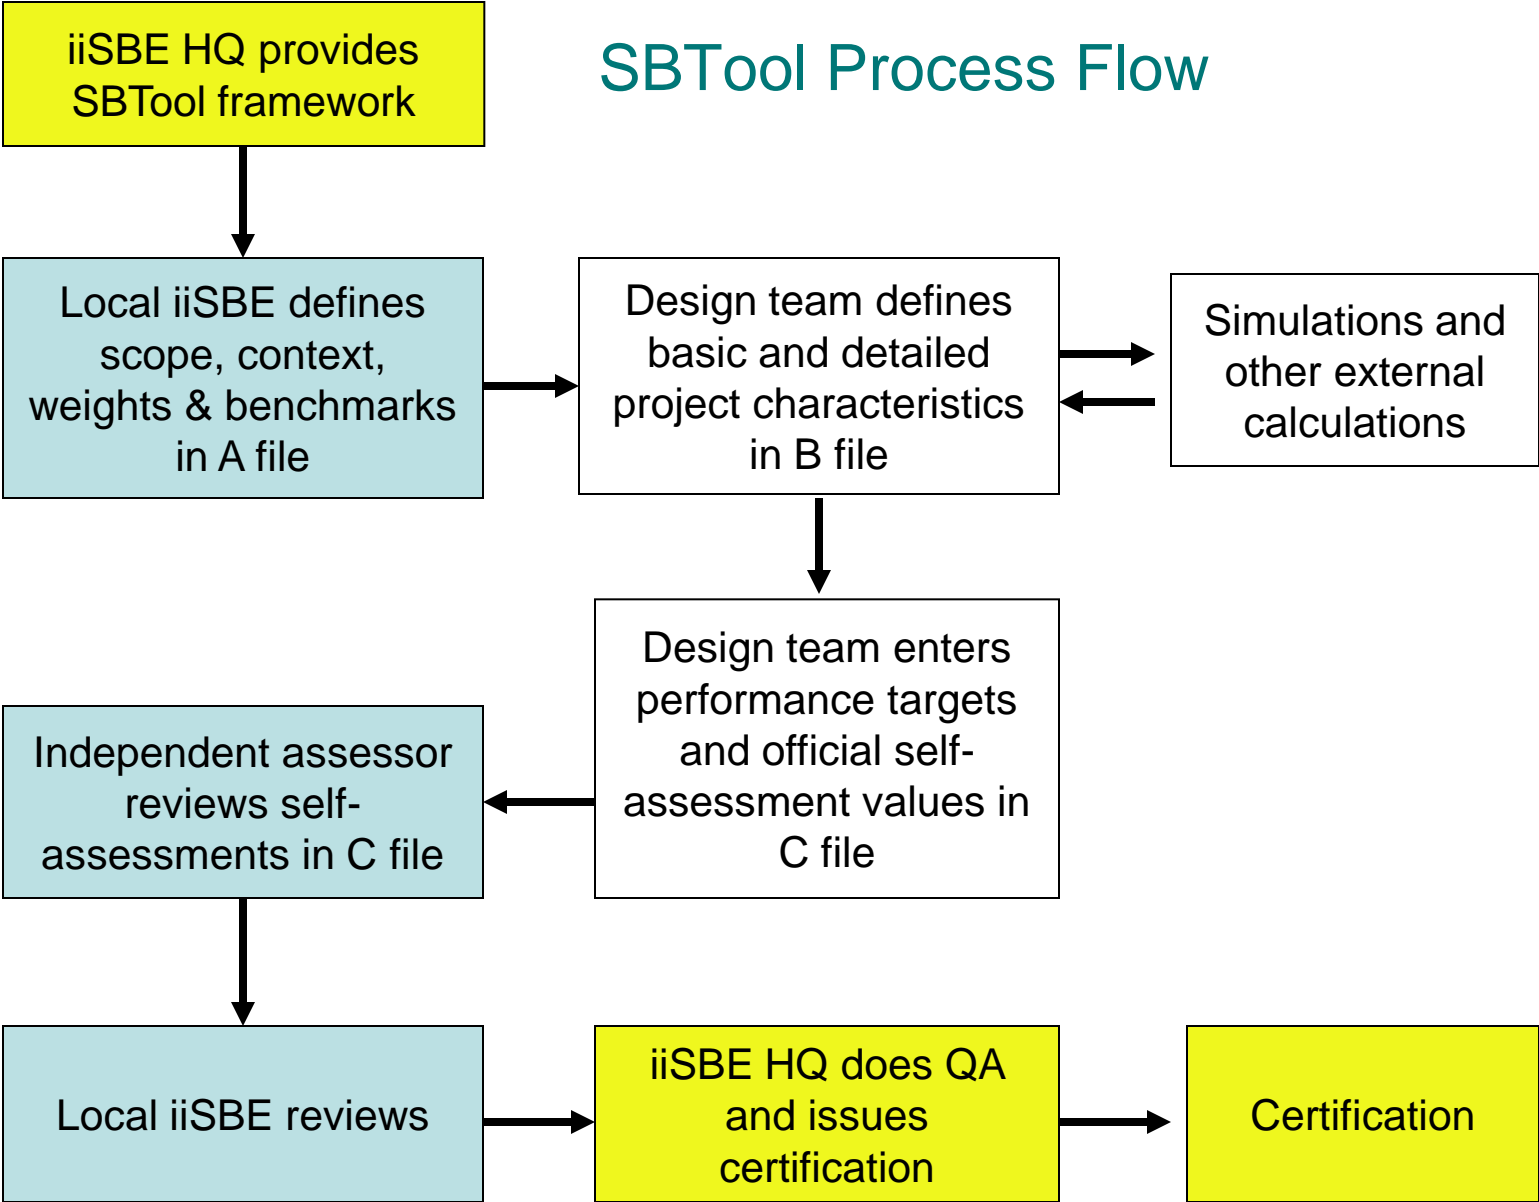 iiSBE HQ provides
SBTool framework
SBTool Process Flow
Local iiSBE defines
scope, context,
weights & benchmarks
in A file
Design team defines
basic and detailed
project characteristics
in B file
Simulations and
other external
calculations
Design team enters
performance targets
and official self-
assessment values in
C file
Independent assessor
reviews self-
assessments in C file
Local iiSBE reviews
iiSBE HQ does QA
and issues
certification
Certification